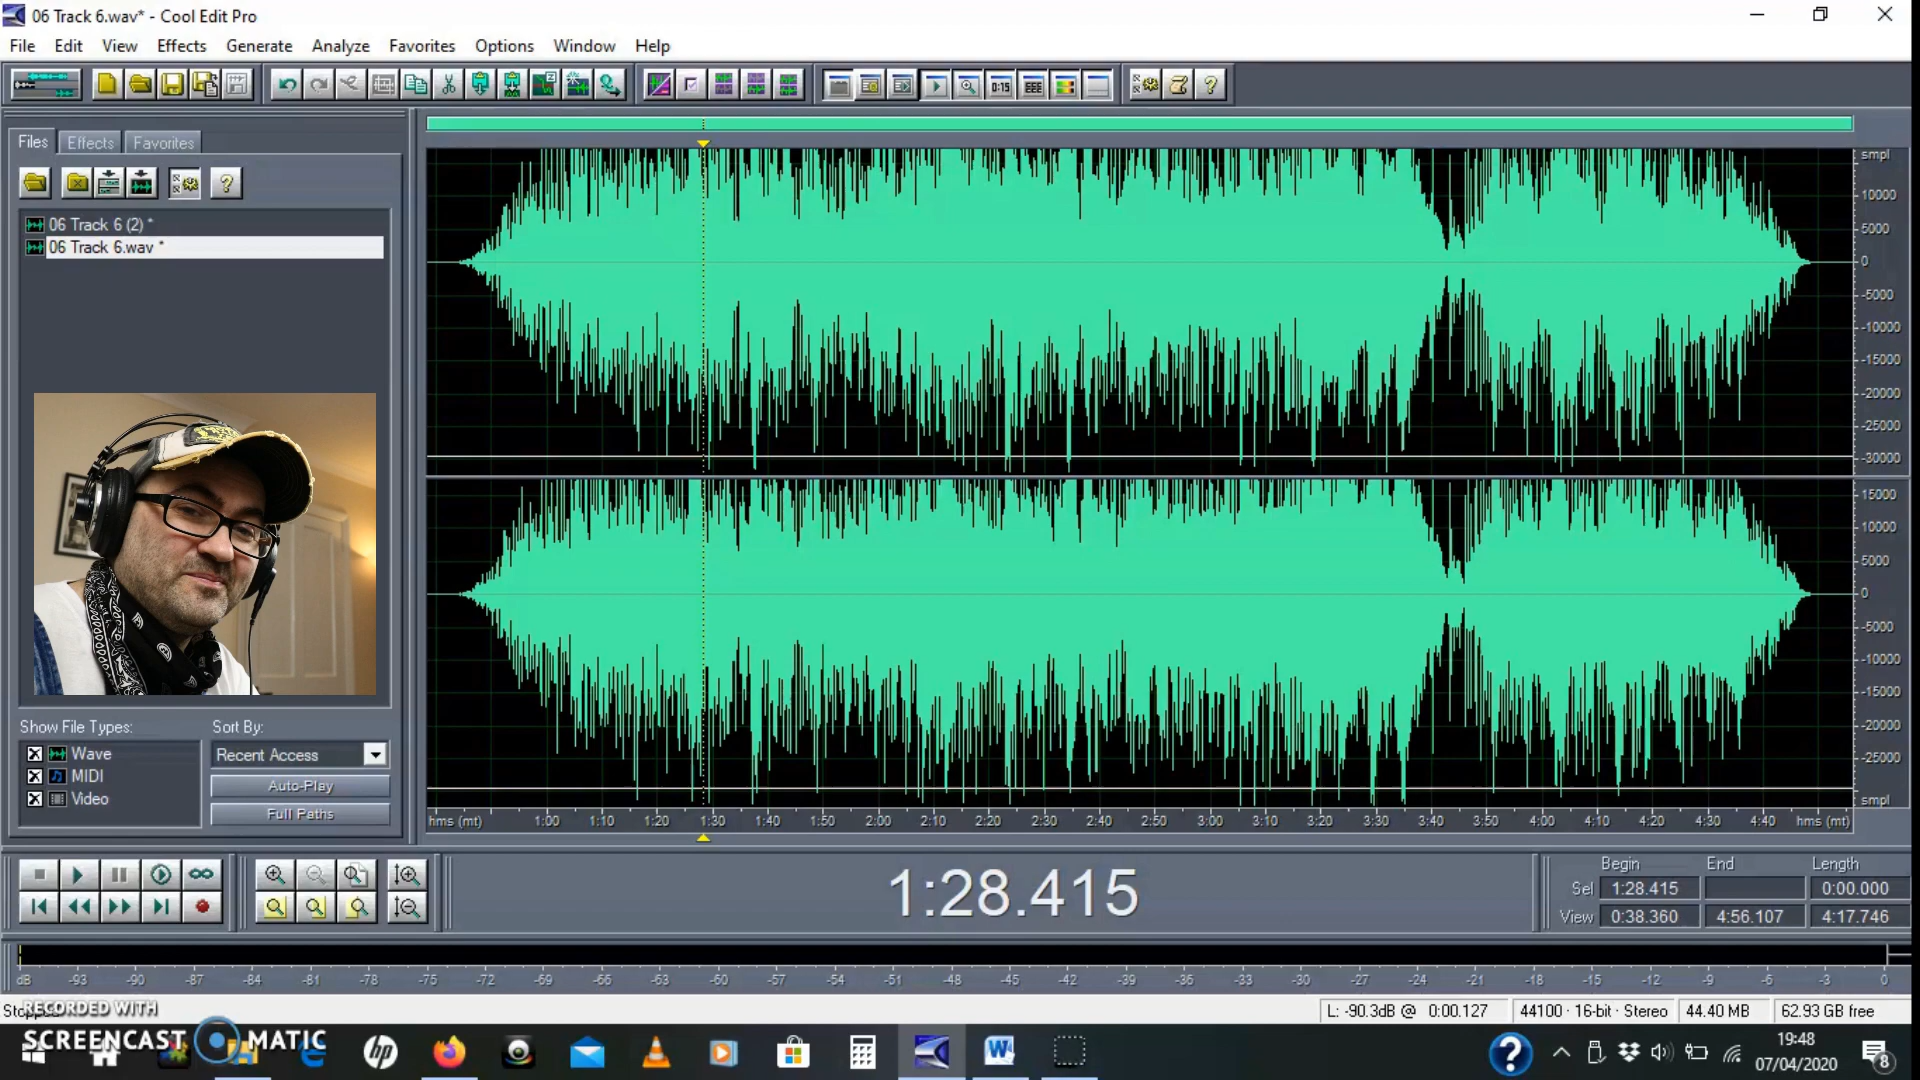 06 Track 6.wav* - Cool Edit Pro
File Edit View Effects Generate Analyze Favorites Options Window Help
0:15
Files Effects Favorites
06 Track 6 (2) *
06 Track 6.wav *
Show File Types:
Sort By:
Wave
MIDI
Video
Recent Access
Auto-Play
Full Paths
smpl
10000
5000
0
-5000
-10000
-15000
-20000
-25000
-30000
15000
10000
5000
0
-5000
-10000
-15000
-20000
-25000
smpl
hms (mt) 1:00 1:10 1:20 1:30 1:40 1:50 2:00 2:10 2:20 2:30 2:40 2:50 3:00 3:10 3:20 3:30 3:40 3:50 4:00 4:10 4:20 4:30 4:40 hms (mt)
1:28.415
Begin End Length
Sel 1:28.415 0:00.000
View 0:38.360 4:56.107 4:17.746
dB -93 -90 -87 -84 -81 -78 -75 -72 -69 -66 -63 -60 -57 -54 -51 -48 -45 -42 -39 -36 -33 -30 -27 -24 -21 -18 -15 -12 -9 -6 -3 0
RECORDED WITH
SCREENCAST MATIC
L: -90.3dB @ 0:00.127 44100 · 16-bit · Stereo 44.40 MB 62.93 GB free
19:48
07/04/2020
8